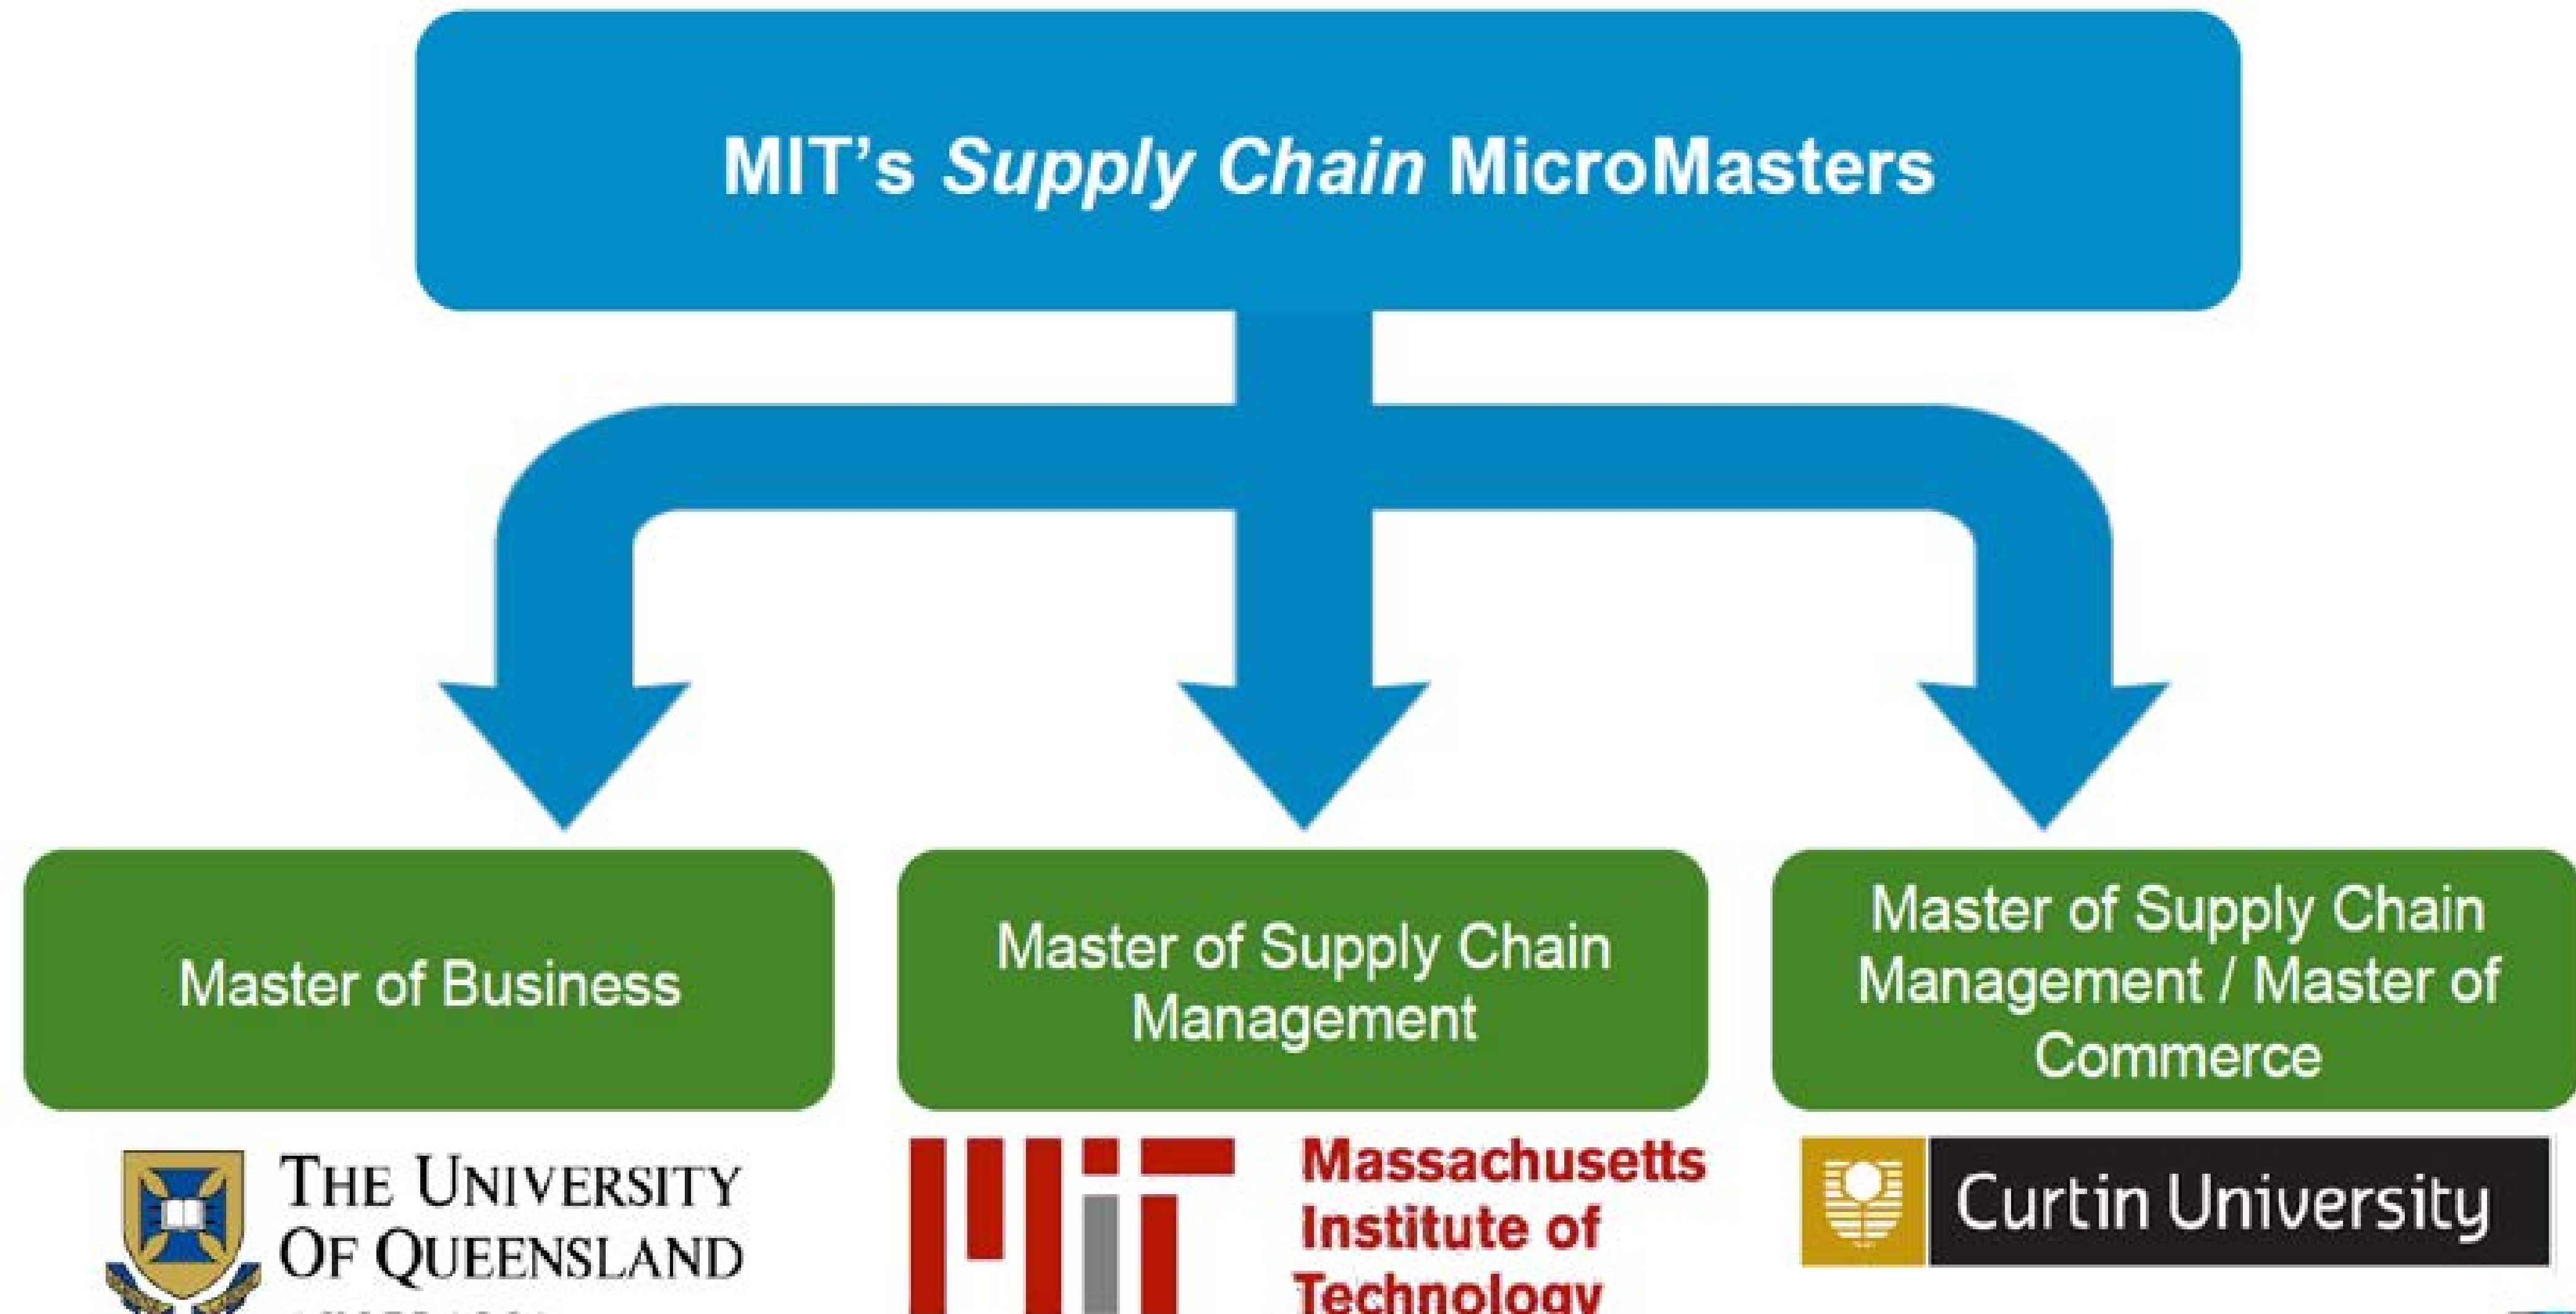 MIT’s Supply Chain MicroMasters
Master of Business
Master of Supply Chain
Management
Master of Supply Chain
Management / Master of
Commerce
THE UNIVERSITY
OF QUEENSLAND
MIT
Massachusetts
Institute of
Technology
Curtin University